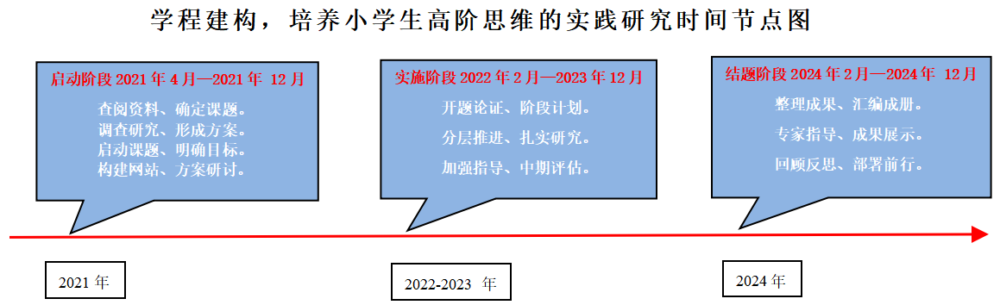 学程建构，培养小学生高阶思维的实践研究时间节点图
启动阶段 2021 年 4 月—2021 年 12 月
查阅资料、确定课题。
调查研究、形成方案。
启动课题、明确目标。
构建网站、方案研讨。
实施阶段 2022 年 2 月—2023 年 12 月
开题论证、阶段计划。
分层推进、扎实研究。
加强指导、中期评估。
结题阶段 2024 年 2 月—2024 年 12 月
整理成果、汇编成册。
专家指导、成果展示。
回顾反思、部署前行。
2021 年
2022-2023 年
2024 年